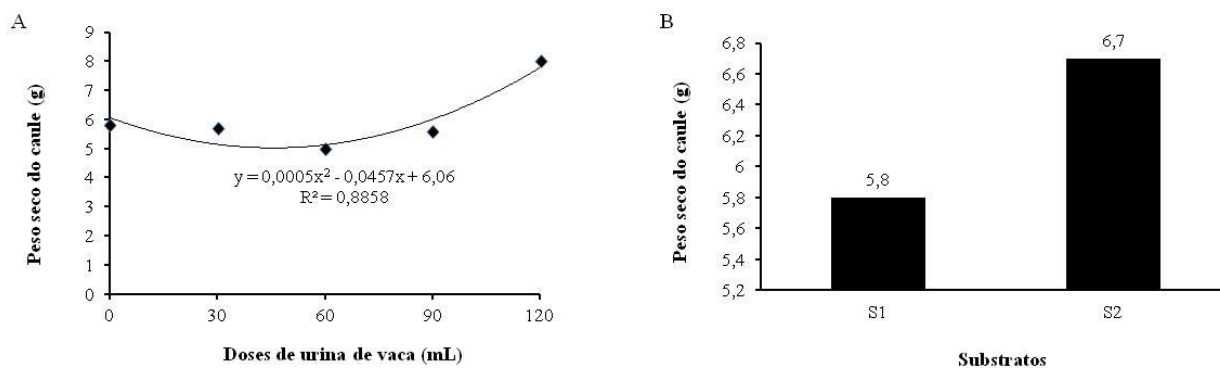 A
Peso seco do caule (g)
9
8
7
6
5
4
3
2
1
0
y = 0,0005x² - 0,0457x + 6,06
R² = 0,8858
0 30 60 90 120
Doses de urina de vaca (mL)
B
Peso seco do caule (g)
6,8
6,6
6,4
6,2
6
5,8
5,6
5,4
5,2
5,8
6,7
S1 S2
Substratos